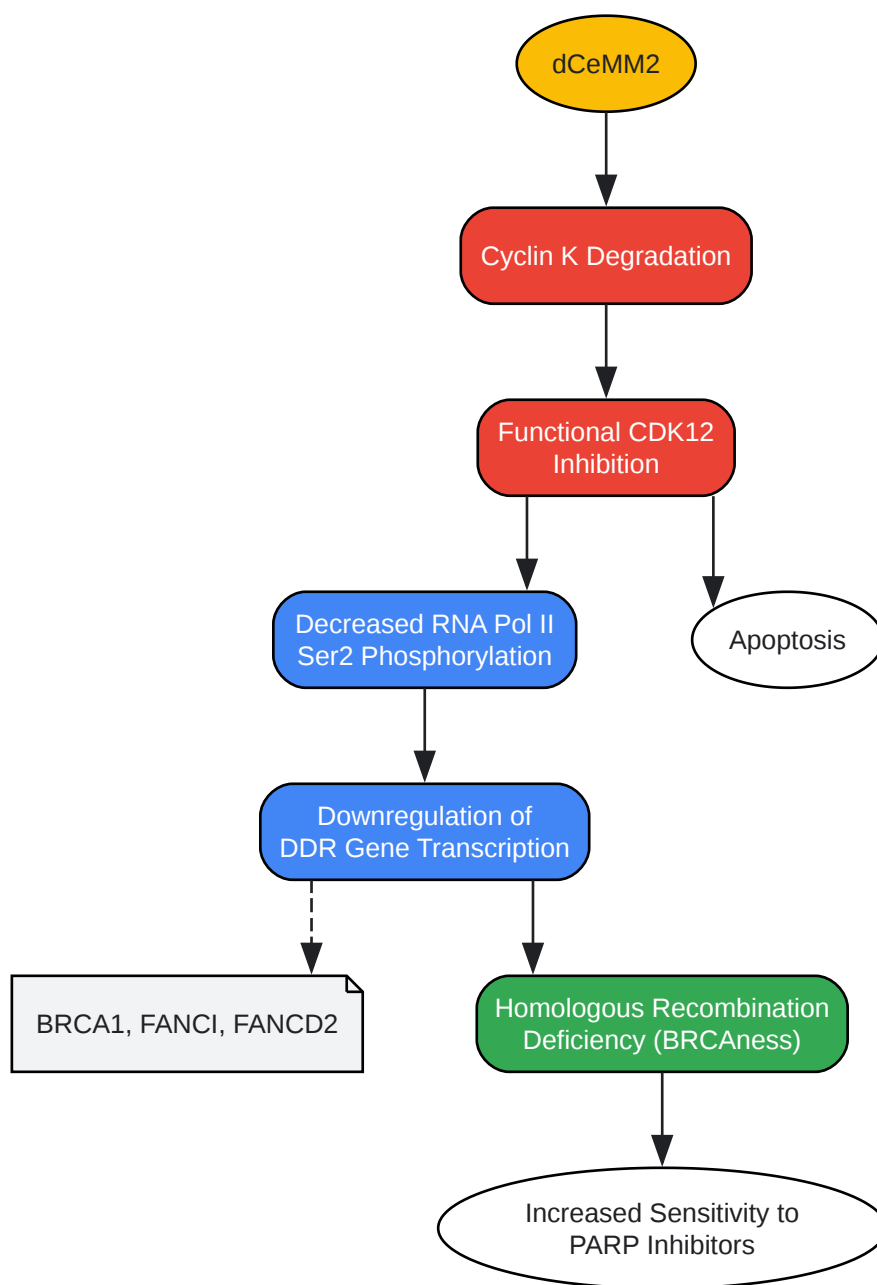 dCeMM2
Cyclin K Degradation
Functional CDK12
Inhibition
Decreased RNA Pol II
Ser2 Phosphorylation
Apoptosis
Downregulation of
DDR Gene Transcription
BRCA1, FANCI, FANCD2
Homologous Recombination
Deficiency (BRCAness)
Increased Sensitivity to
PARP Inhibitors